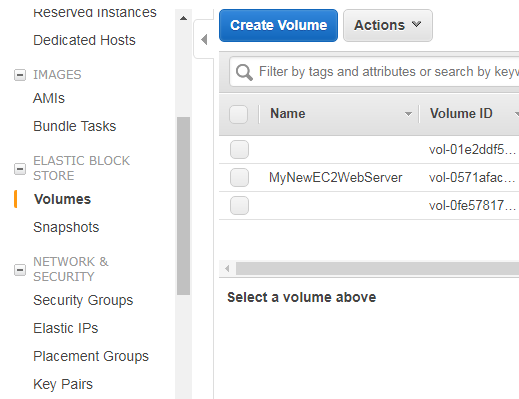 Reserved Instances
Dedicated Hosts
IMAGES
AMIs
Bundle Tasks
ELASTIC BLOCK
STORE
Volumes
Snapshots
NETWORK &
SECURITY
Security Groups
Elastic IPs
Placement Groups
Key Pairs
Create Volume Actions
Filter by tags and attributes or search by keyw
Name Volume ID
vol-01e2ddf5...
MyNewEC2WebServer vol-0571afac...
vol-0fe57817...
Select a volume above